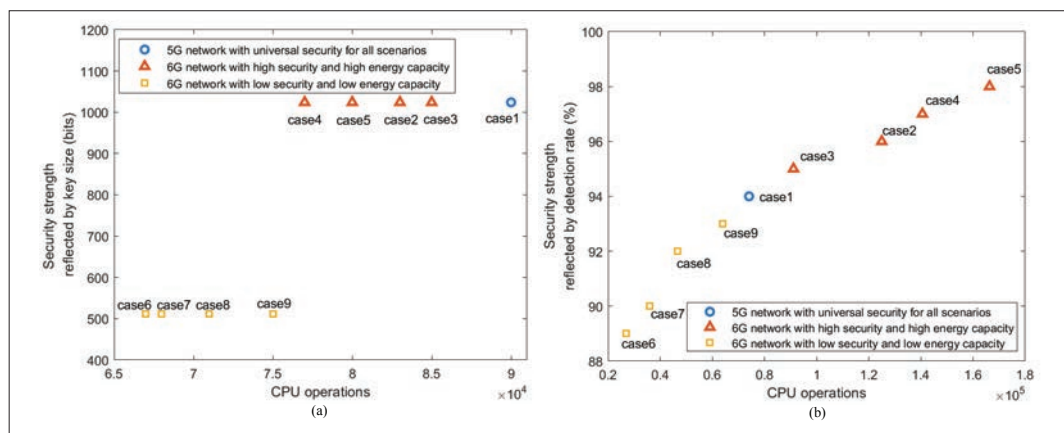 1200
1100
1000
900
800
700
600
500
400
Security strength
reflected by key size (bits)
5G network with universal security for all scenarios
6G network with high security and high energy capacity
6G network with low security and low energy capacity
case4
case5
case2
case3
case1
case6
case7
case8
case9
6.5
7
7.5
8
8.5
9
×10⁴
CPU operations
(a)
100
98
96
94
92
90
88
Security strength
reflected by detection rate (%)
case5
case4
case2
case3
case1
case9
case8
case7
case6
5G network with universal security for all scenarios
6G network with high security and high energy capacity
6G network with low security and low energy capacity
0.2
0.4
0.6
0.8
1
1.2
1.4
1.6
1.8
×10⁵
CPU operations
(b)